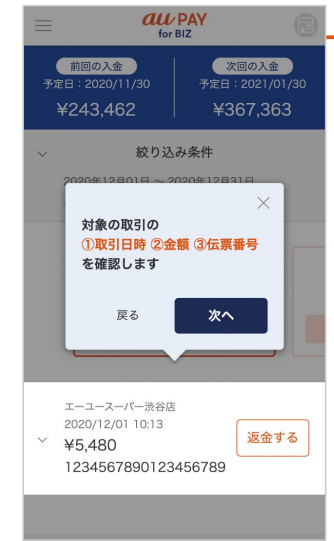 au PAY
for BIZ
前回の入金
予定日：2020/11/30
¥243,462
次回の入金
予定日：2021/01/30
¥367,363
絞り込み条件
2020年12月01日 ～ 2020年12月31日
対象の取引の
①取引日時 ②金額 ③伝票番号
を確認します
戻る
次へ
エーユースーパー渋谷店
2020/12/01 10:13
¥5,480
1234567890123456789
返金する